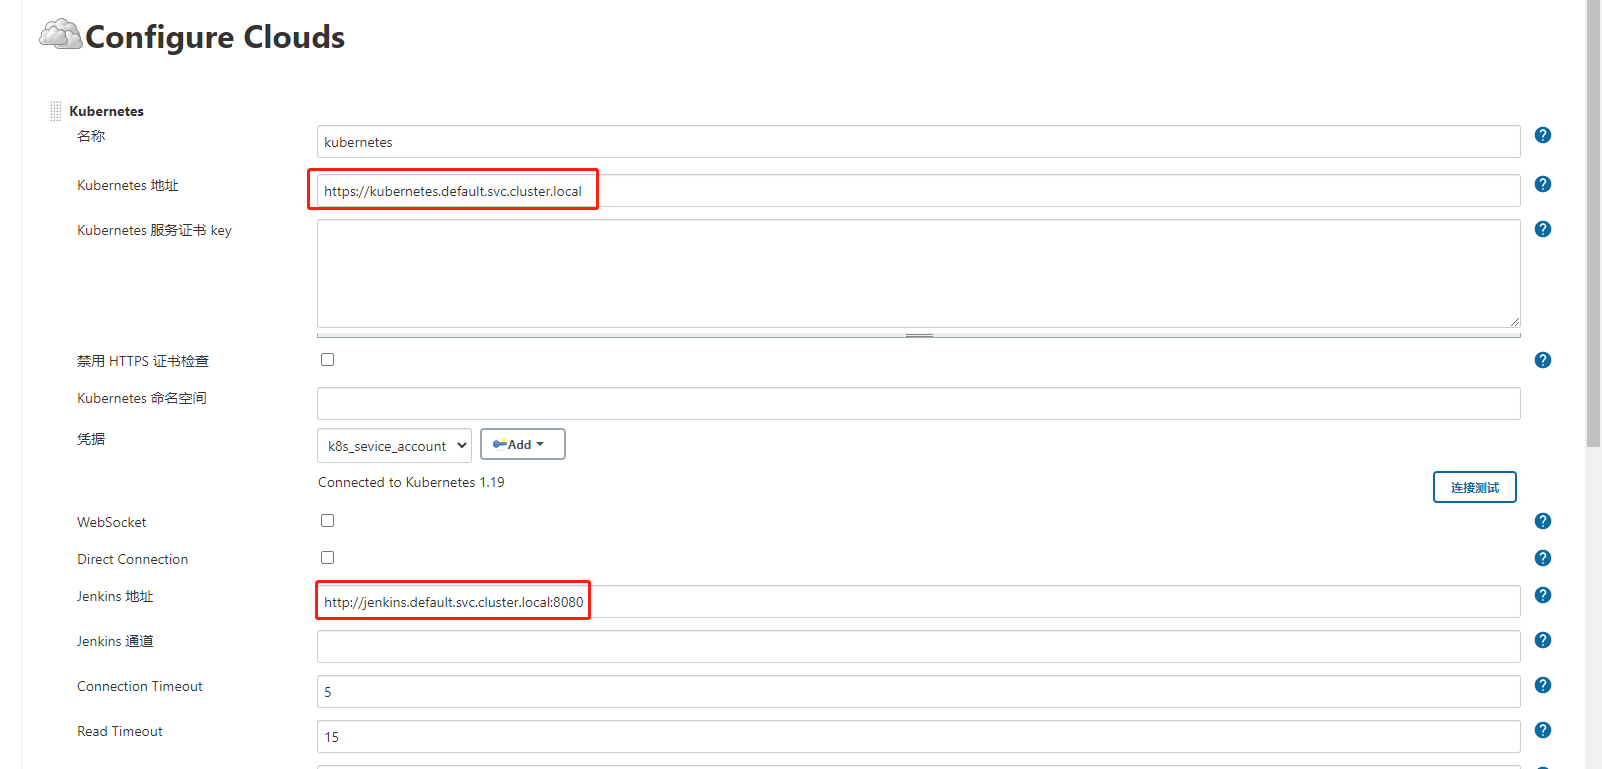 Configure Clouds
Kubernetes
名称
kubernetes
?
Kubernetes 地址
https://kubernetes.default.svc.cluster.local
?
Kubernetes 服务证书 key
?
禁用 HTTPS 证书检查
?
Kubernetes 命名空间
凭据
k8s_sevice_account
Add
Connected to Kubernetes 1.19
连接测试
WebSocket
?
Direct Connection
?
Jenkins 地址
http://jenkins.default.svc.cluster.local:8080
?
Jenkins 通道
?
Connection Timeout
5
?
Read Timeout
15
?